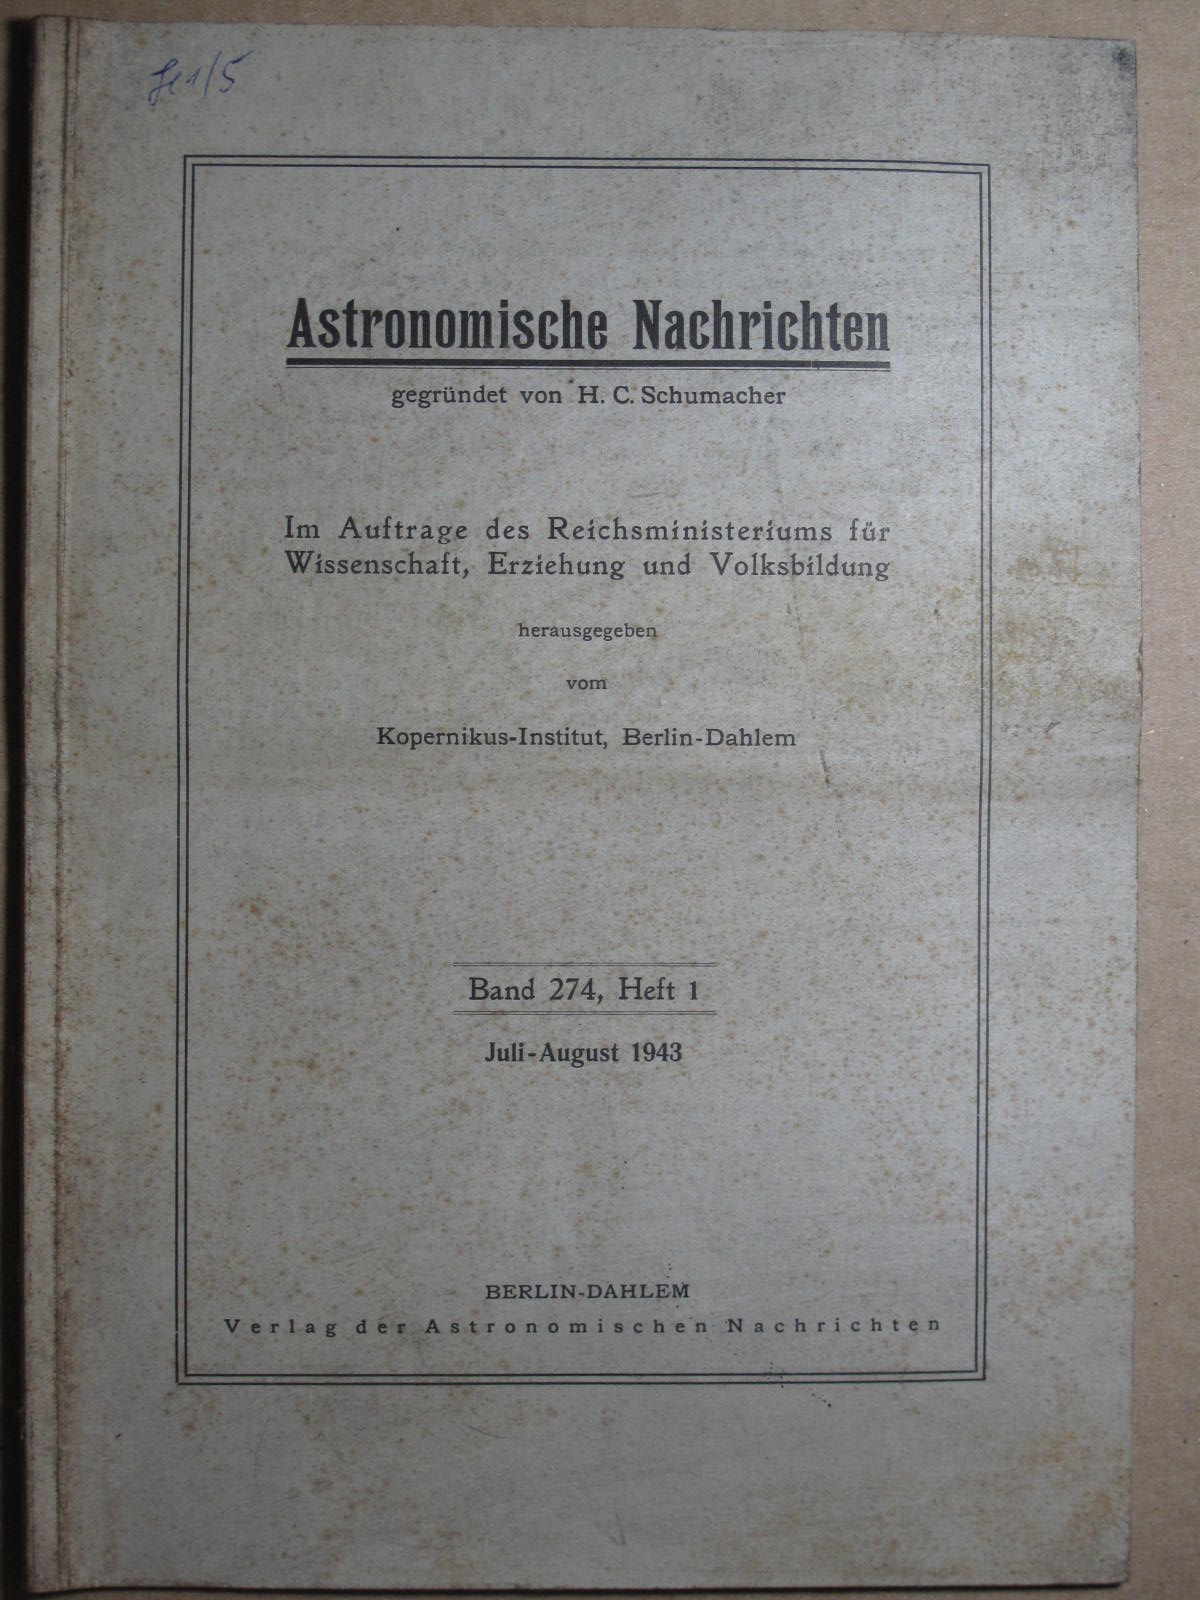 Astronomische Nachrichten
gegründet von H. C. Schumacher
Im Auftrage des Reichsministeriums für
Wissenschaft, Erziehung und Volksbildung
herausgegeben
vom
Kopernikus-Institut, Berlin-Dahlem
Band 274, Heft 1
Juli-August 1943
BERLIN-DAHLEM
Verlag der Astronomischen Nachrichten